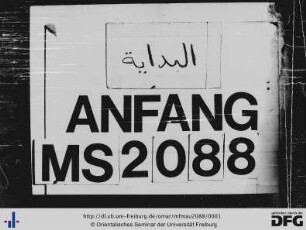 البداية
ANFANG
MS 2088
http://dl.ub.uni-freiburg.de/omar/mfmau2088/0001
© Orientalisches Seminar der Universität Freiburg
DFG